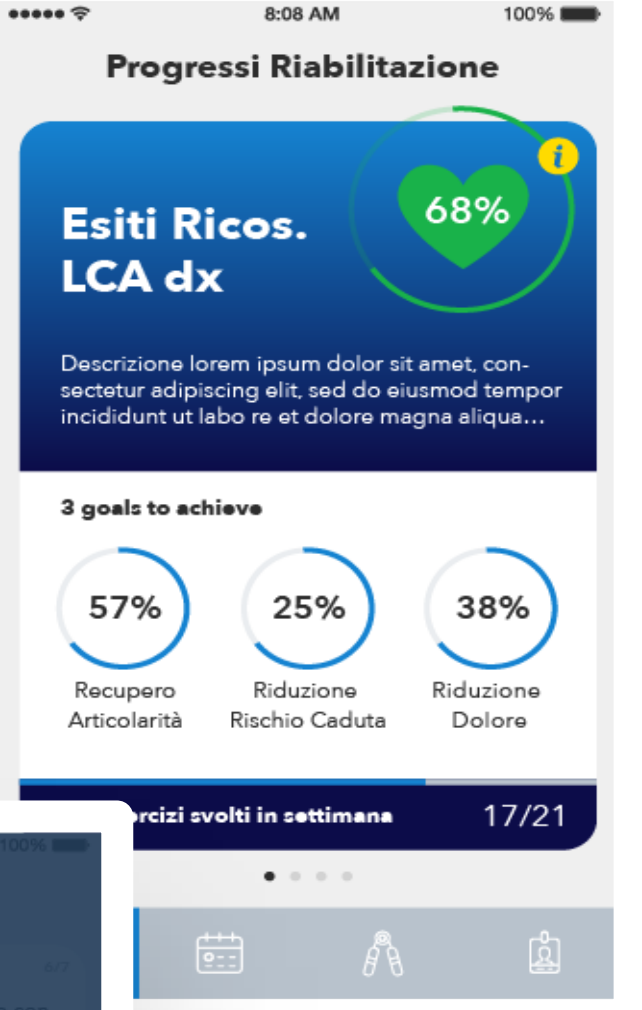 8:08 AM
100%
Progressi Riabilitazione
i
68%
Esiti Ricos.
LCA dx
Descrizione lorem ipsum dolor sit amet, con-
sectetur adipiscing elit, sed do eiusmod tempor
incididunt ut labo re et dolore magna aliqua...
3 goals to achieve
57%
25%
38%
Recupero
Articolarità
Riduzione
Rischio Caduta
Riduzione
Dolore
rcizi svolti in settimana
17/21
100%
6/7